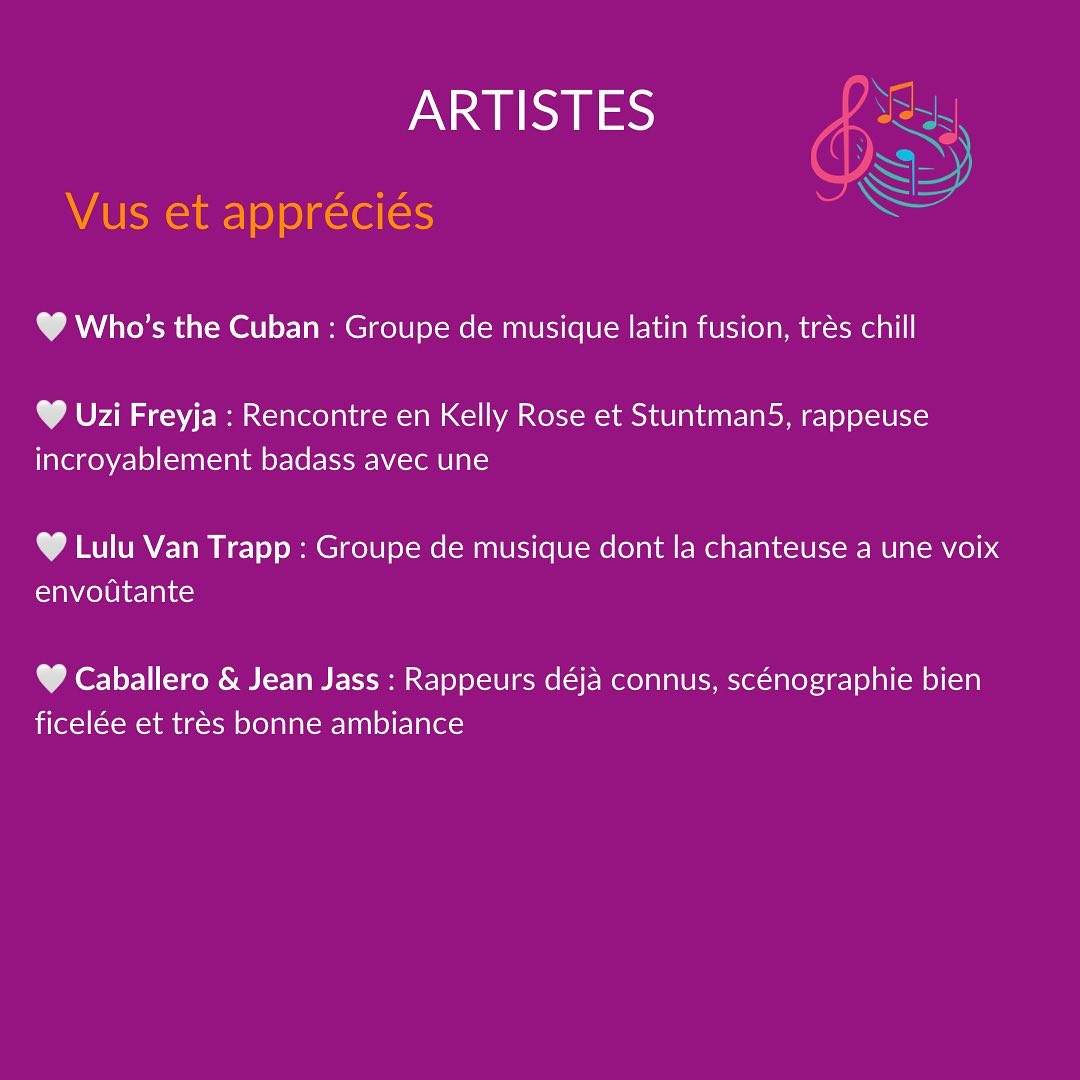 ARTISTES
Vus et appréciés
🤍 Who’s the Cuban : Groupe de musique latin fusion, très chill
🤍 Uzi Freyja : Rencontre en Kelly Rose et Stuntman5, rappeuse
incroyablement badass avec une
🤍 Lulu Van Trapp : Groupe de musique dont la chanteuse a une voix
envoûtante
🤍 Caballero & Jean Jass : Rappeurs déjà connus, scénographie bien
ficelée et très bonne ambiance